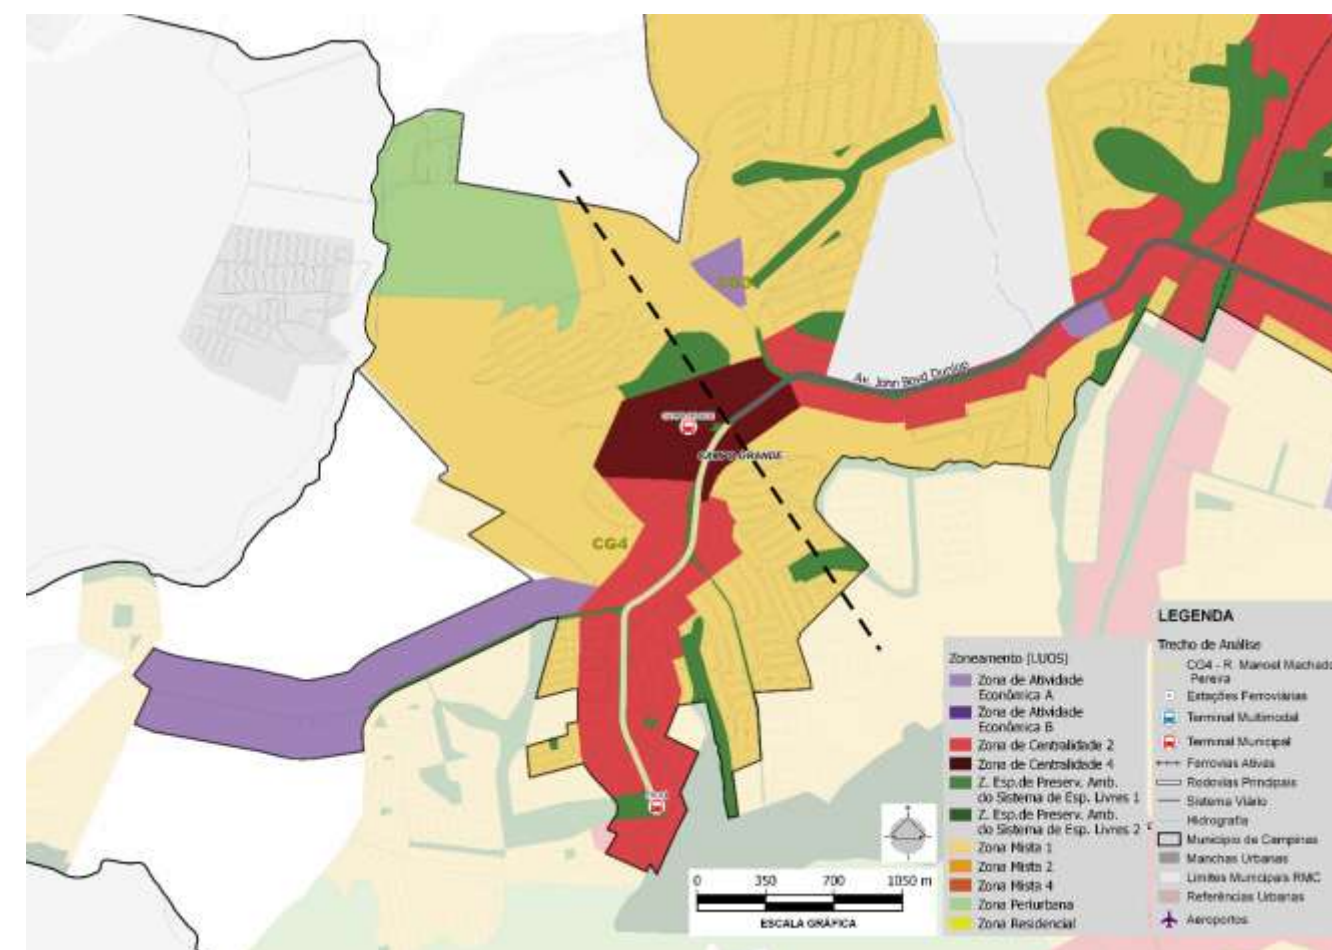 Av. John Boyd Dunlop
CAMPO GRANDE
CG4
LEGENDA
Trecho de Análise
CG4 - R. Manoel Machado
Pereira
Estações Ferroviárias
Terminal Multimodal
Terminal Municipal
Ferrovias Ativas
Rodovias Principais
Sistema Viário
Hidrografia
Município de Campinas
Manchas Urbanas
Limites Municipais RMC
Referências Urbanas
Aeroportos
Zoneamento (LUOS)
Zona de Atividade
Econômica A
Zona de Atividade
Econômica B
Zona de Centralidade 2
Zona de Centralidade 4
Z. Esp.de Preserv. Amb.
do Sistema de Esp. Livres 1
Z. Esp.de Preserv. Amb.
do Sistema de Esp. Livres 2
Zona Mista 1
Zona Mista 2
Zona Mista 4
Zona Periurbana
Zona Residencial
0 350 700 1050 m
ESCALA GRÁFICA